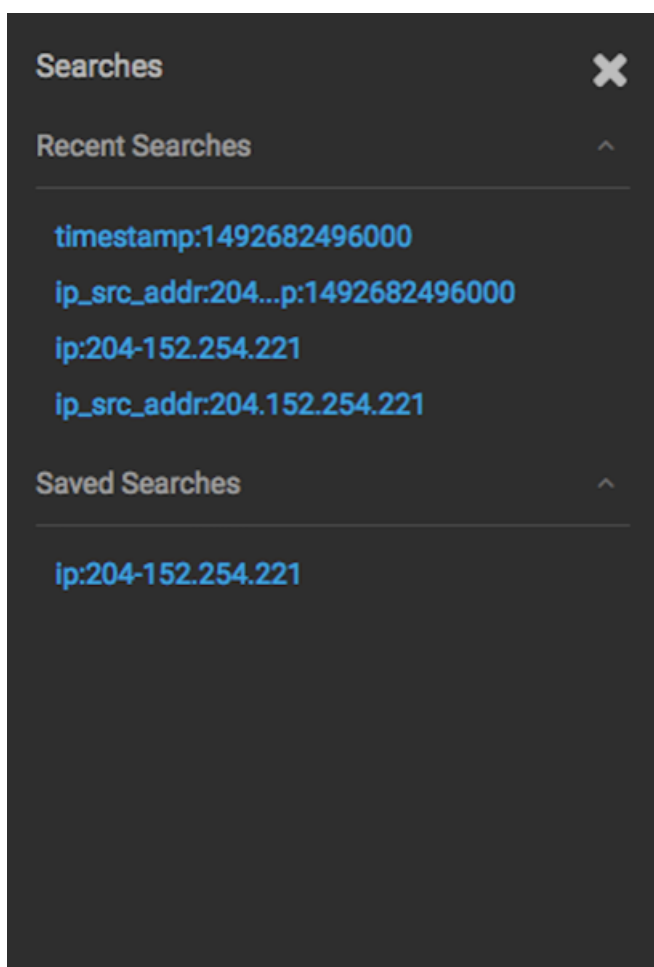 Searches
Recent Searches
timestamp:1492682496000
ip_src_addr:204...p:1492682496000
ip:204-152.254.221
ip_src_addr:204.152.254.221
Saved Searches
ip:204-152.254.221